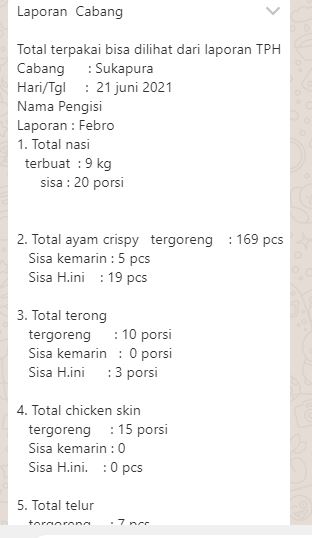 Laporan Cabang
Total terpakai bisa dilihat dari laporan TPH
Cabang : Sukapura
Hari/Tgl : 21 juni 2021
Nama Pengisi
Laporan : Febro
1. Total nasi
terbuat : 9 kg
sisa : 20 porsi
2. Total ayam crispy tergoreng : 169 pcs
Sisa kemarin : 5 pcs
Sisa H.ini : 19 pcs
3. Total terong
tergoreng : 10 porsi
Sisa kemarin : 0 porsi
Sisa H.ini : 3 porsi
4. Total chicken skin
tergoreng : 15 porsi
Sisa kemarin : 0
Sisa H.ini. : 0 pcs
5. Total telur
tergoreng : 7 pcs